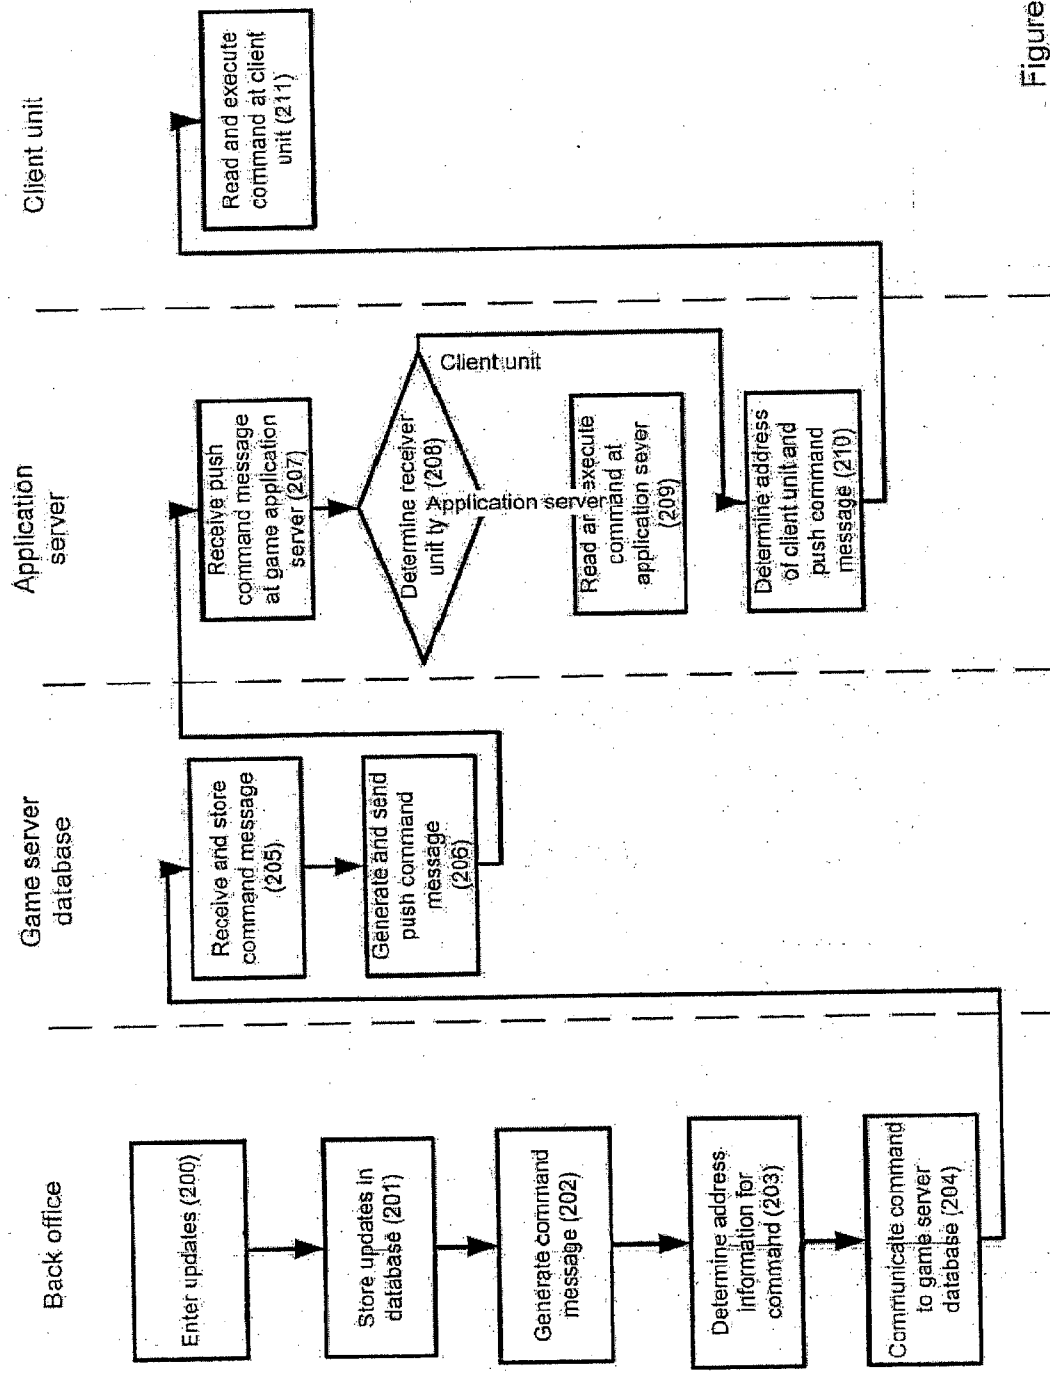 Back office
Enter updates (200)
Store updates in
database (201)
Generate command
message (202)
Determine address
Information for
command (203)
Communicate command
to game server
database (204)
Game server
database
Receive and store
command message
(205)
Generate and send
push command
message
(206)
Application
server
Receive push
command message
at game application
server (207)
Determine receiver
unit ty (208)
Client unit
Application server
Read an execute
command at
application sever
(209)
Determine address
of client unit and
push command
message (210)
Client unit
Read and execute
command at client
unit (211)
Figure